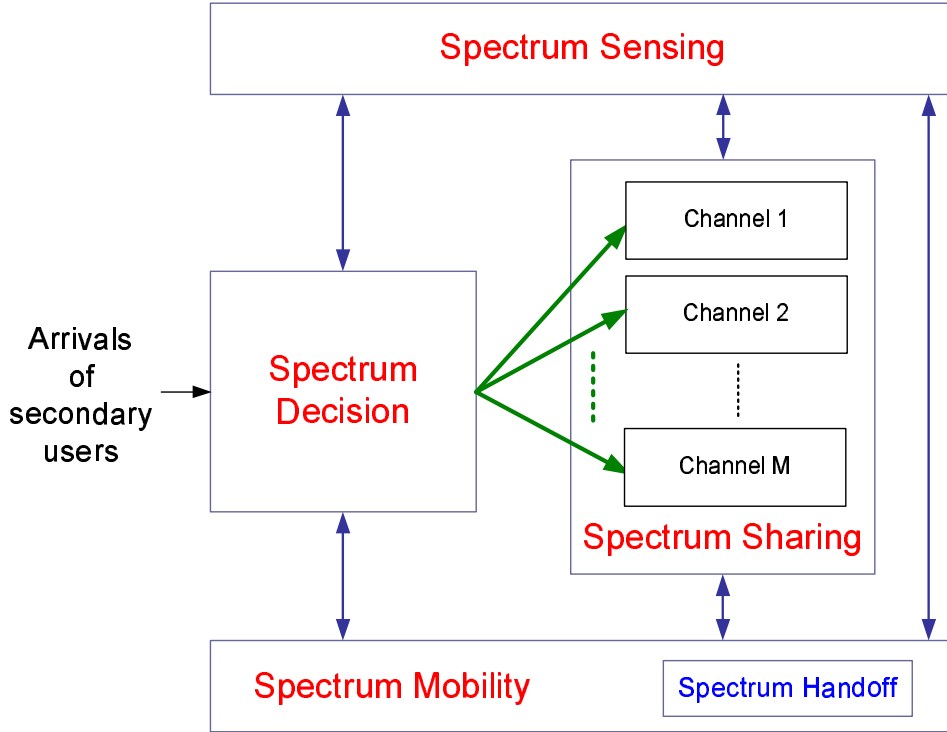 Spectrum Sensing
Channel 1
Channel 2
Arrivals
of
secondary
users
Spectrum
Decision
Channel M
Spectrum Sharing
Spectrum Mobility
Spectrum Handoff